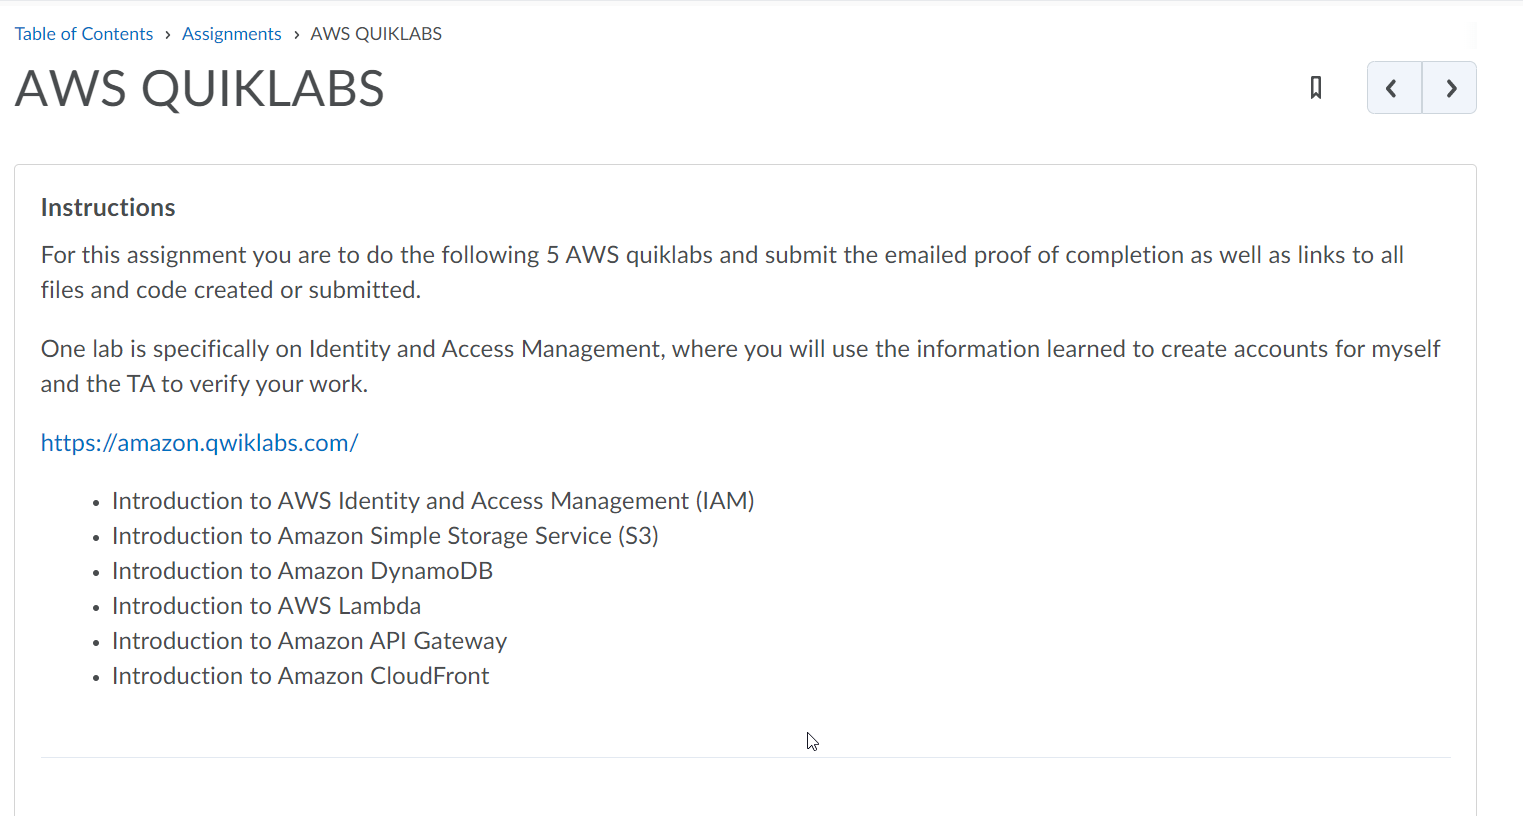 Table of Contents › Assignments › AWS QUIKLABS
AWS QUIKLABS
Instructions
For this assignment you are to do the following 5 AWS quiklabs and submit the emailed proof of completion as well as links to all
files and code created or submitted.
One lab is specifically on Identity and Access Management, where you will use the information learned to create accounts for myself
and the TA to verify your work.
https://amazon.qwiklabs.com/
• Introduction to AWS Identity and Access Management (IAM)
• Introduction to Amazon Simple Storage Service (S3)
• Introduction to Amazon DynamoDB
• Introduction to AWS Lambda
• Introduction to Amazon API Gateway
• Introduction to Amazon CloudFront